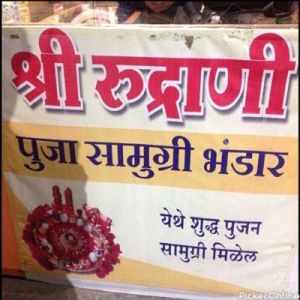 श्री रुद्राणी
पुजा सामुग्री भंडार
येथे शुद्ध पुजन
सामुग्री मिळेल
PickerOnline